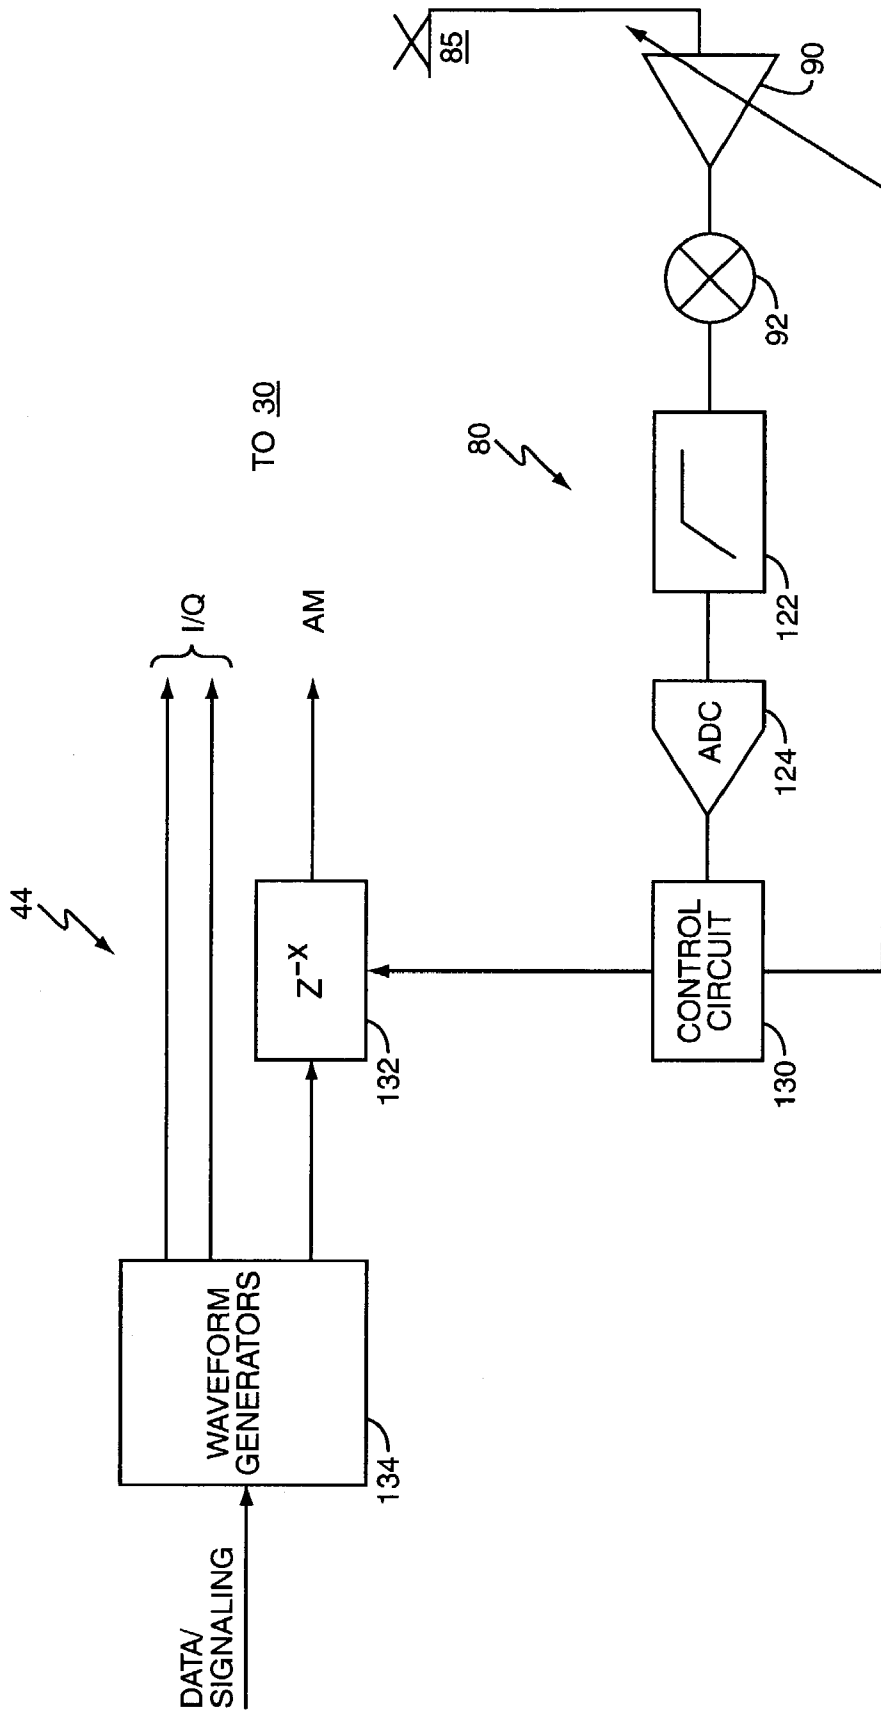 DATA/
SIGNALING
WAVEFORM
GENERATORS
134
44
I/Q
Z⁻ˣ
132
AM
TO 30
80
CONTROL
CIRCUIT
130
ADC
124
122
92
90
85